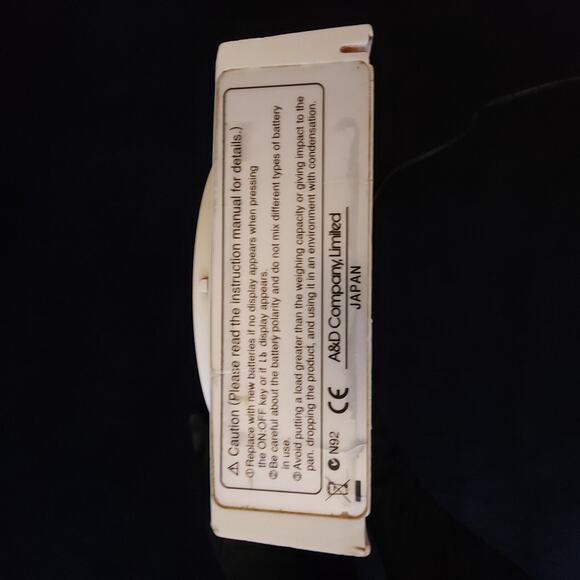 ⚠ Caution (Please read the instruction manual for details.)
① Replace with new batteries if no display appears when pressing
the ON:OFF key or if Lb display appears.
② Be careful about the battery polarity and do not mix different types of battery
in use.
③ Avoid putting a load greater than the weighing capacity or giving impact to the
pan, dropping the product, and using it in an environment with condensation.
N92 CE A&D Company, Limited
JAPAN